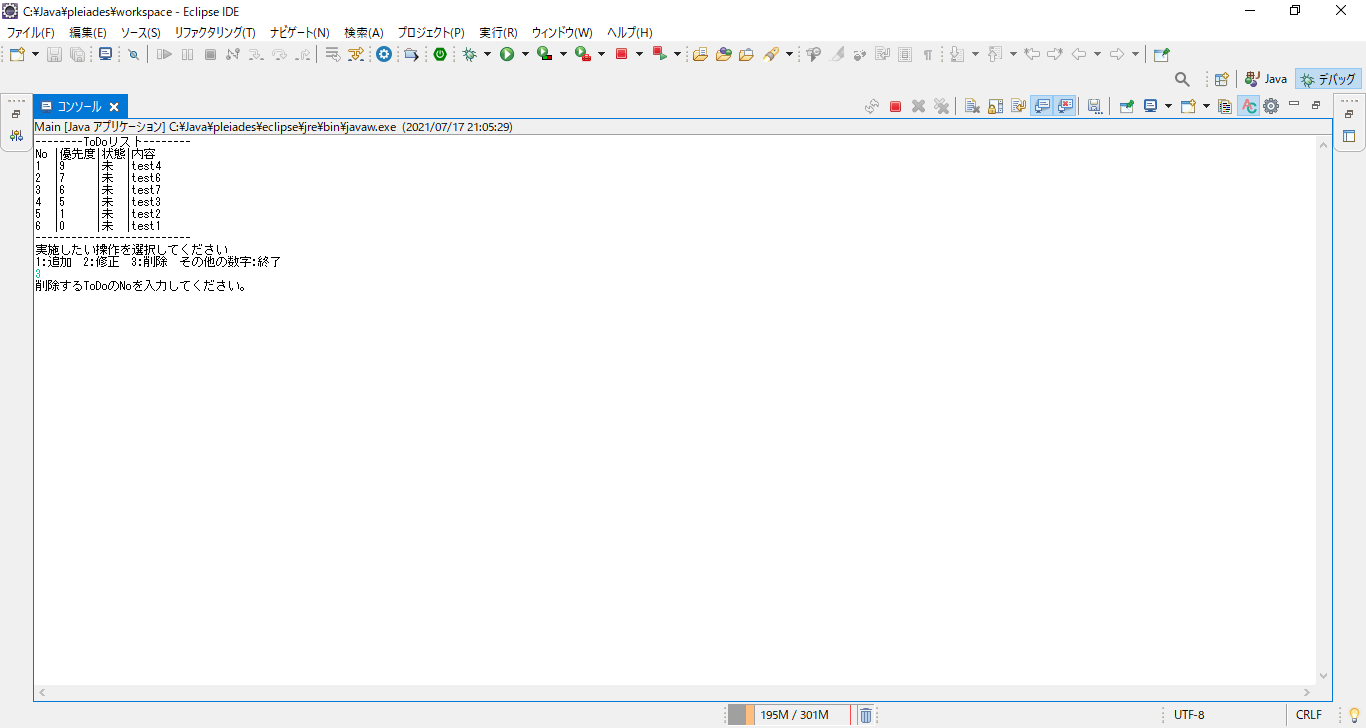 C:¥Java¥pleiades¥workspace - Eclipse IDE
ファイル(F) 編集(E) ソース(S) リファクタリング(T) ナビゲート(N) 検索(A) プロジェクト(P) 実行(R) ウィンドウ(W) ヘルプ(H)
Java デバッグ
コンソール
Main [Java アプリケーション] C:¥Java¥pleiades¥eclipse¥jre¥bin¥javaw.exe (2021/07/17 21:05:29)
--------ToDoリスト--------
No |優先度|状態|内容
1 |9 |未 |test4
2 |7 |未 |test6
3 |6 |未 |test7
4 |5 |未 |test3
5 |1 |未 |test2
6 |0 |未 |test1
--------------------------
実施したい操作を選択してください
1:追加 2:修正 3:削除 その他の数字:終了
3
削除するToDoのNoを入力してください。
195M / 301M
UTF-8
CRLF